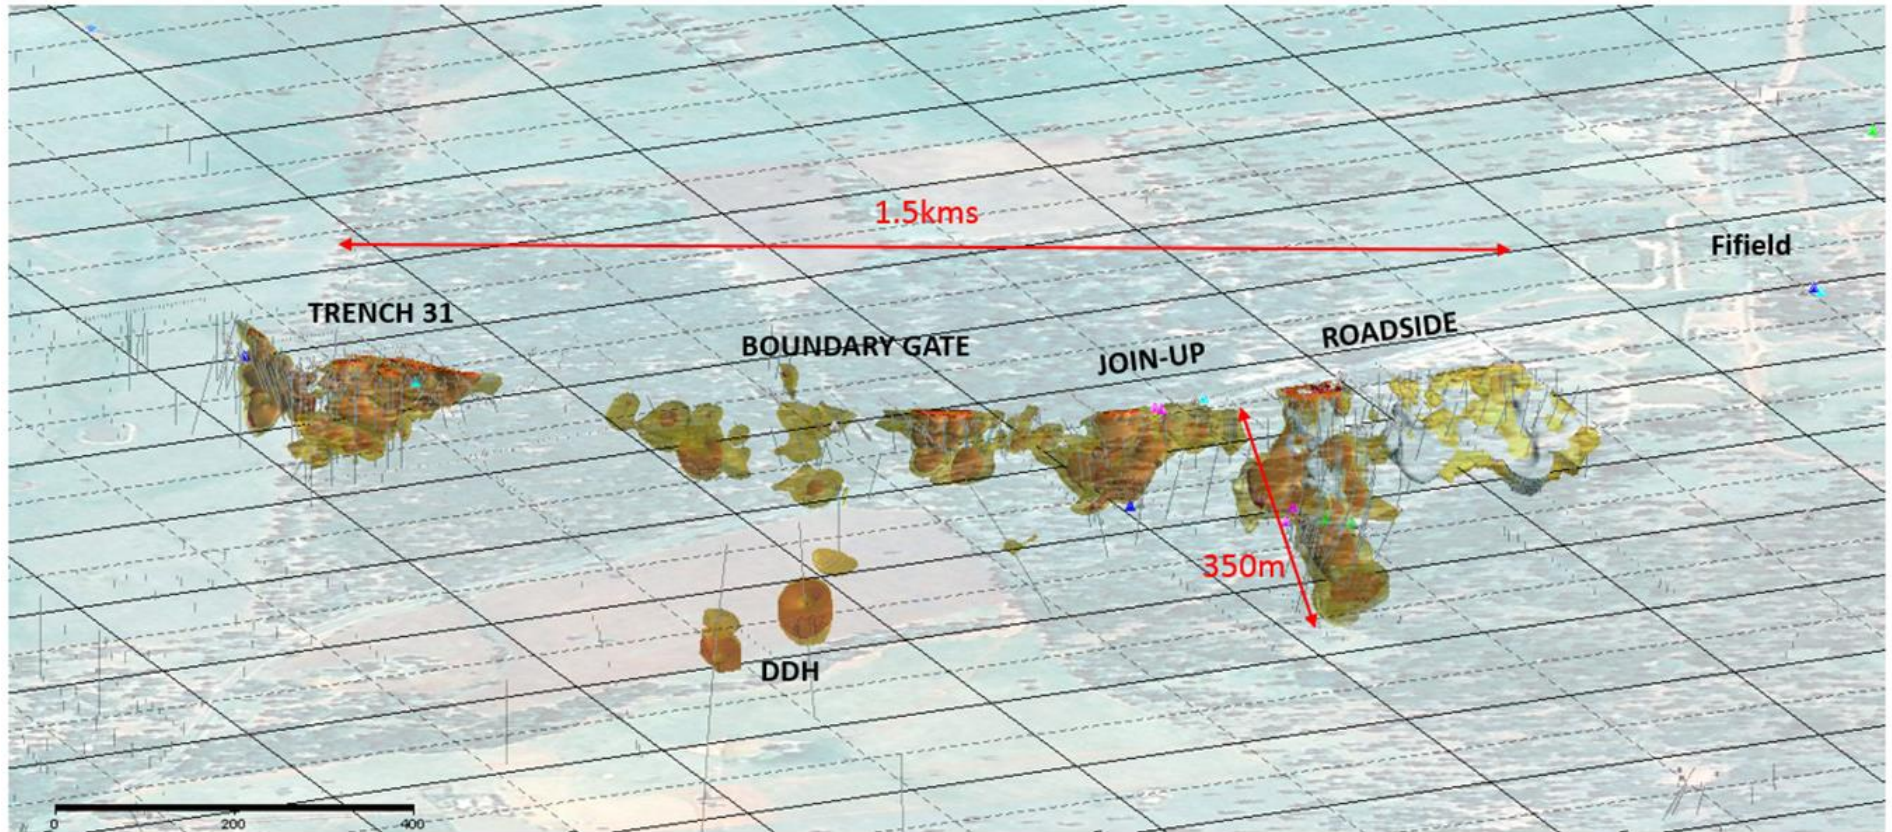 1.5kms
Fifield
TRENCH 31
ROADSIDE
BOUNDARY GATE
JOIN-UP
350m
DDH
0 200 400